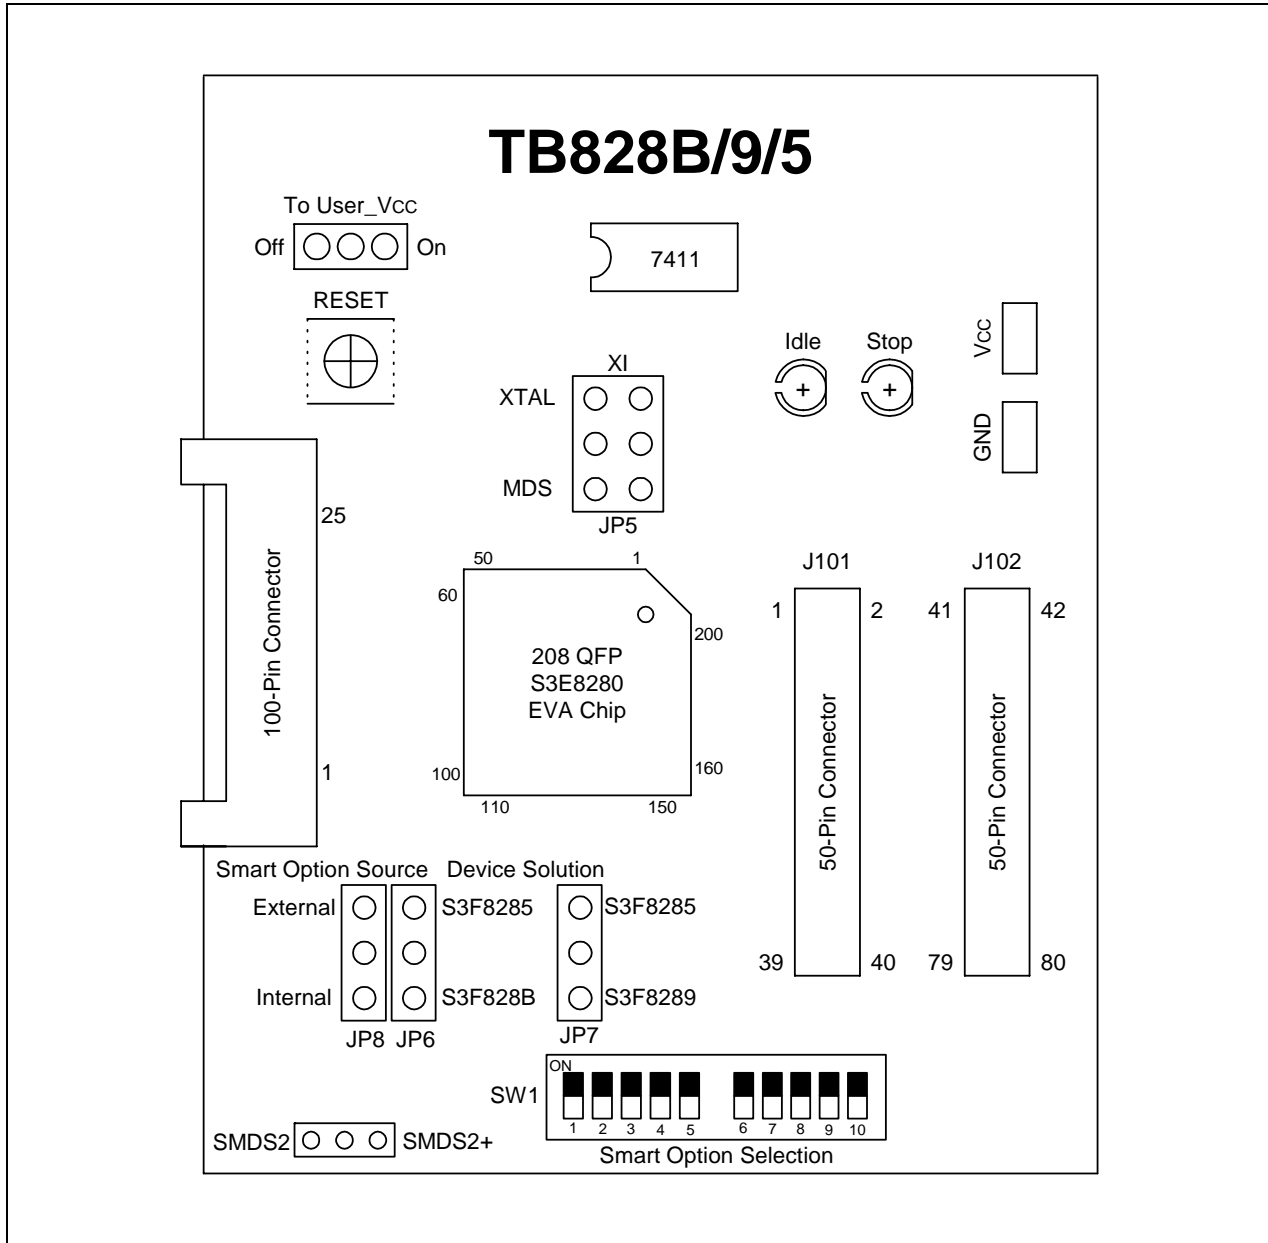 TB828B/9/5
To User_Vcc
Off
On
7411
RESET
Idle
Stop
Vcc
XI
XTAL
GND
MDS
25
JP5
100-Pin Connector
50
1
J101
J102
60
1
2
41
42
200
208 QFP
S3E8280
EVA Chip
50-Pin Connector
50-Pin Connector
1
100
160
110
150
Smart Option Source
Device Solution
External
S3F8285
S3F8285
39
40
79
80
Internal
S3F828B
S3F8289
JP8
JP6
JP7
ON
SW1
1 2 3 4 5 6 7 8 9 10
SMDS2
SMDS2+
Smart Option Selection